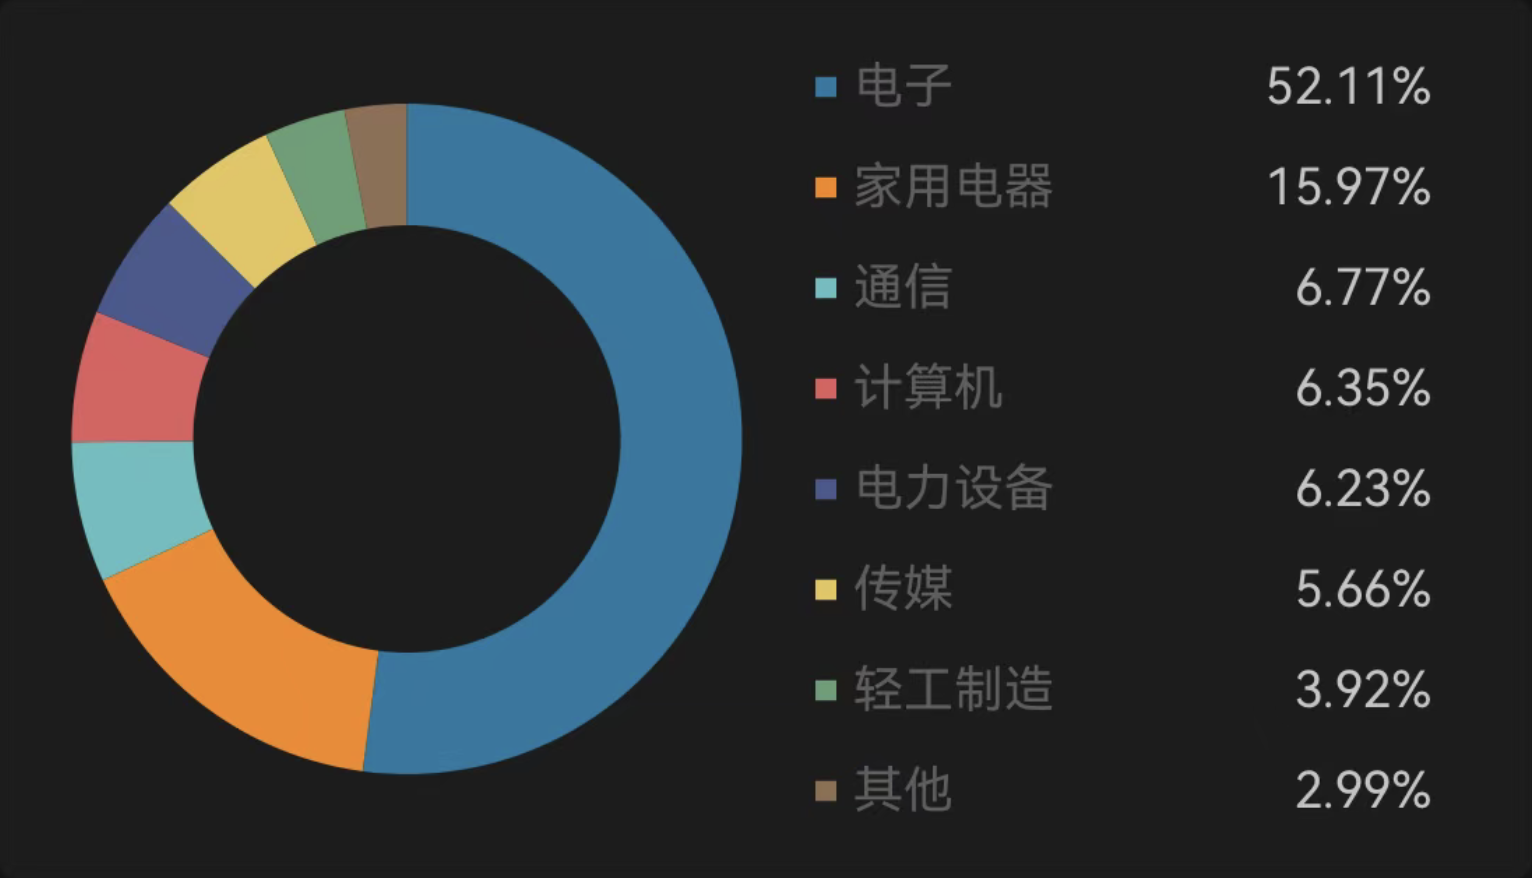 电子 52.11%
家用电器 15.97%
通信 6.77%
计算机 6.35%
电力设备 6.23%
传媒 5.66%
轻工制造 3.92%
其他 2.99%